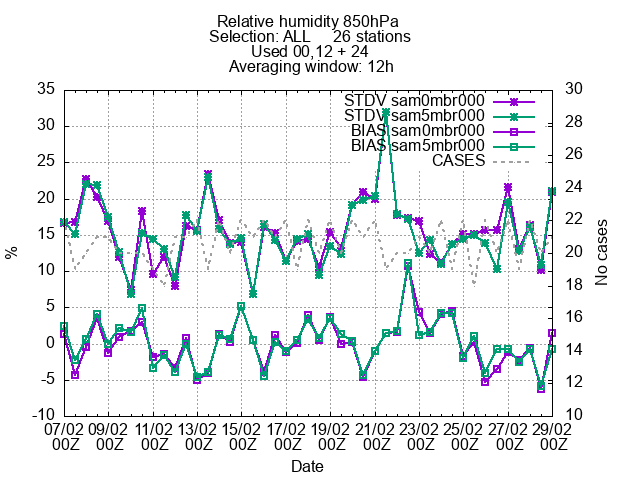 Relative humidity 850hPa
Selection: ALL 26 stations
Used 00,12 + 24
Averaging window: 12h
STDV sam0mbr000
STDV sam5mbr000
BIAS sam0mbr000
BIAS sam5mbr000
CASES
35
30
25
20
15
10
5
0
-5
-10
%
30
28
26
24
22
20
18
16
14
12
10
No cases
07/02 09/02 11/02 13/02 15/02 17/02 19/02 21/02 23/02 25/02 27/02 29/02
00Z 00Z 00Z 00Z 00Z 00Z 00Z 00Z 00Z 00Z 00Z 00Z
Date